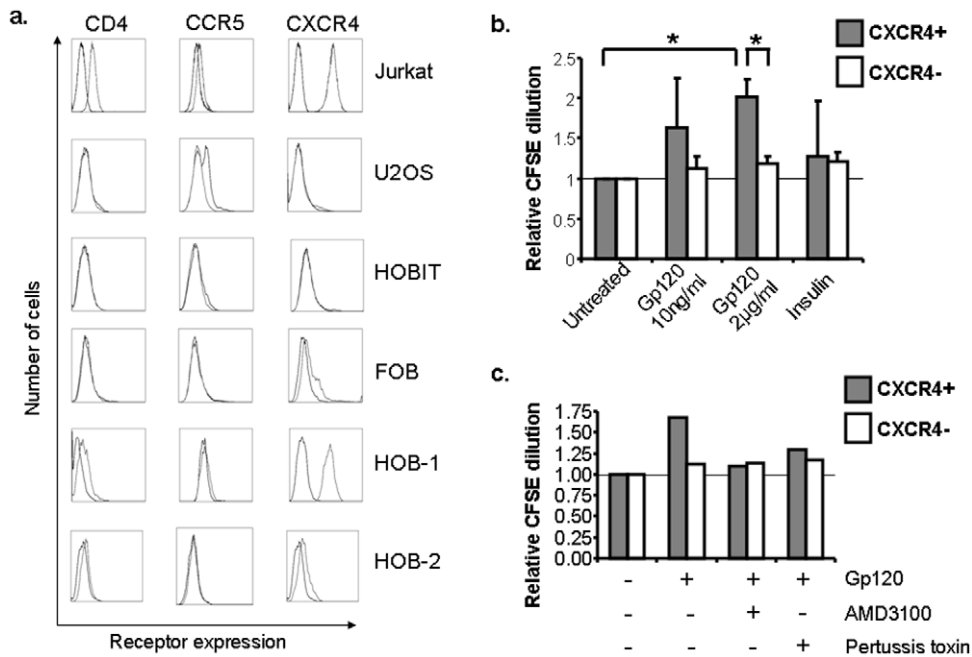 a.
CD4 CCR5 CXCR4
Jurkat
U2OS
HOBIT
FOB
HOB-1
HOB-2
Number of cells
Receptor expression
b.
CXCR4+
CXCR4-
* *
Relative CFSE dilution
2.5
2
1.5
1
0.5
0
Untreated
Gp120
10ng/ml
Gp120
2µg/ml
Insulin
c.
CXCR4+
CXCR4-
Relative CFSE dilution
1.75
1.50
1.25
1.00
0.75
0.50
0.25
0.00
- + + + Gp120
- - + - AMD3100
- - - + Pertussis toxin